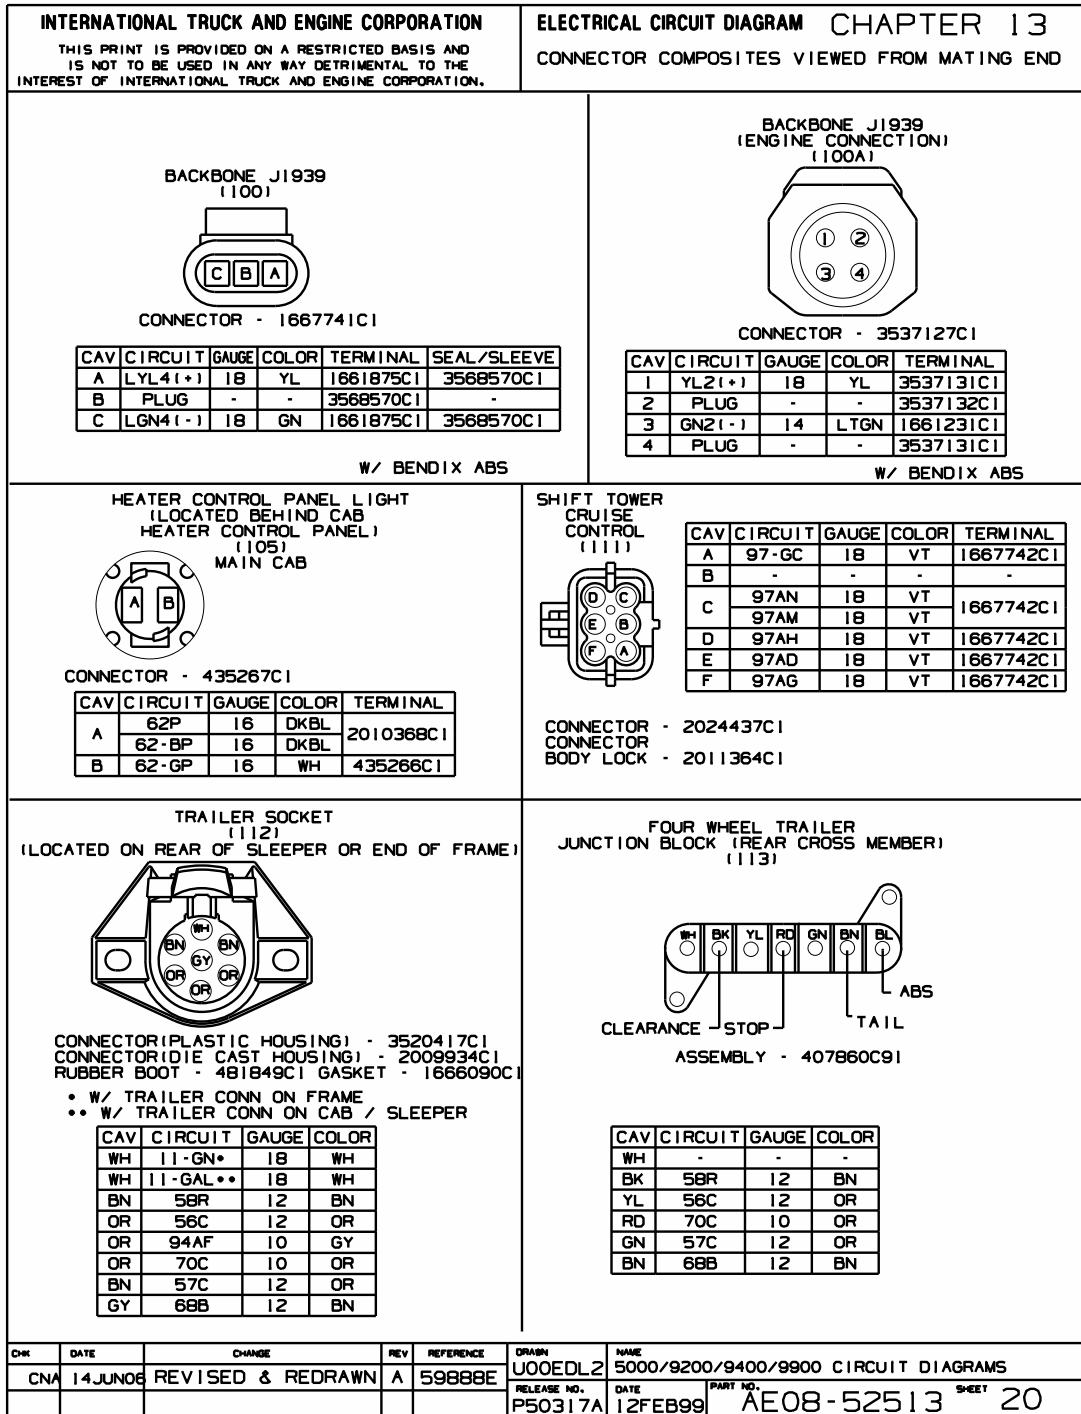 INTERNATIONAL TRUCK AND ENGINE CORPORATION
THIS PRINT IS PROVIDED ON A RESTRICTED BASIS AND
IS NOT TO BE USED IN ANY WAY DETRIMENTAL TO THE
INTEREST OF INTERNATIONAL TRUCK AND ENGINE CORPORATION.
ELECTRICAL CIRCUIT DIAGRAM CHAPTER 13
CONNECTOR COMPOSITES VIEWED FROM MATING END
BACKBONE J1939
(100)
C B A
CONNECTOR - 1667741C1
CAV CIRCUIT GAUGE COLOR TERMINAL SEAL/SLEEVE
A LYL4(+) 18 YL 1661875C1 3568570C1
B PLUG - - 3568570C1 -
C LGN4(-) 18 GN 1661875C1 3568570C1
W/ BENDIX ABS
BACKBONE J1939
(ENGINE CONNECTION)
(100A)
1 2
3 4
CONNECTOR - 3537127C1
CAV CIRCUIT GAUGE COLOR TERMINAL
1 YL2(+) 18 YL 3537131C1
2 PLUG - - 3537132C1
3 GN2(-) 14 LTGN 1661231C1
4 PLUG - - 3537131C1
W/ BENDIX ABS
HEATER CONTROL PANEL LIGHT
(LOCATED BEHIND CAB
HEATER CONTROL PANEL)
(105)
MAIN CAB
A B
CONNECTOR - 435267C1
CAV CIRCUIT GAUGE COLOR TERMINAL
A 62P 16 DKBL 2010368C1
62-BP 16 DKBL
B 62-GP 16 WH 435266C1
SHIFT TOWER
CRUISE
CONTROL
(111)
D C
E B
F A
CAV CIRCUIT GAUGE COLOR TERMINAL
A 97-GC 18 VT 1667742C1
B - - - -
C 97AN 18 VT 1667742C1
97AM 18 VT
D 97AH 18 VT 1667742C1
E 97AD 18 VT 1667742C1
F 97AG 18 VT 1667742C1
CONNECTOR - 2024437C1
CONNECTOR
BODY LOCK - 2011364C1
TRAILER SOCKET
(112)
(LOCATED ON REAR OF SLEEPER OR END OF FRAME)
WH
BN BN
GY
OR OR
OR
CONNECTOR(PLASTIC HOUSING) - 3520417C1
CONNECTOR(DIE CAST HOUSING) - 2009934C1
RUBBER BOOT - 481849C1 GASKET - 1666090C1
• W/ TRAILER CONN ON FRAME
•• W/ TRAILER CONN ON CAB / SLEEPER
CAV CIRCUIT GAUGE COLOR
WH 11-GN• 18 WH
WH 11-GAL•• 18 WH
BN 58R 12 BN
OR 56C 12 OR
OR 94AF 10 GY
OR 70C 10 OR
BN 57C 12 OR
GY 68B 12 BN
FOUR WHEEL TRAILER
JUNCTION BLOCK (REAR CROSS MEMBER)
(113)
WH BK YL RD GN BN BL
ABS
CLEARANCE STOP TAIL
ASSEMBLY - 407860C91
CAV CIRCUIT GAUGE COLOR
WH - - -
BK 58R 12 BN
YL 56C 12 OR
RD 70C 10 OR
GN 57C 12 OR
BN 68B 12 BN
CHK DATE CHANGE REV REFERENCE
CNA 14JUN06 REVISED & REDRAWN A 59888E
DRAWN NAME
U00EDL2 5000/9200/9400/9900 CIRCUIT DIAGRAMS
RELEASE NO. DATE PART NO. SHEET
P50317A 12FEB99 AE08-52513 20